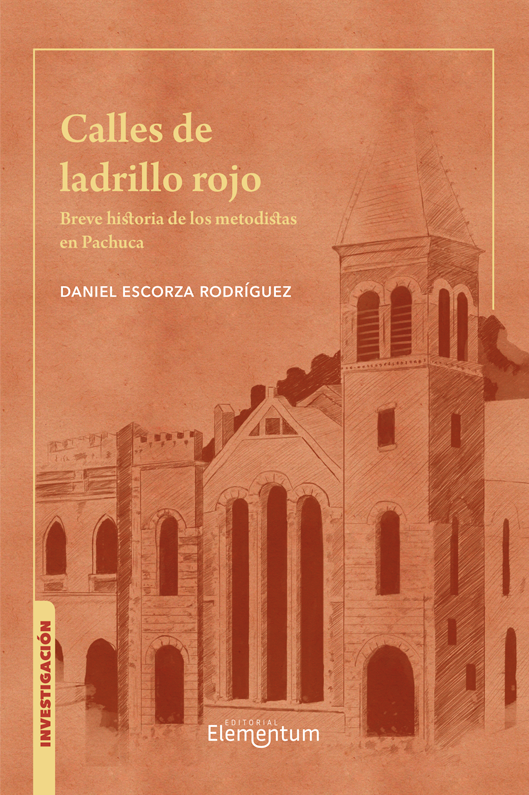 Calles de
ladrillo rojo
Breve historia de los metodistas
en Pachuca
DANIEL ESCORZA RODRÍGUEZ
INVESTIGACIÓN
EDITORIAL
Elementum